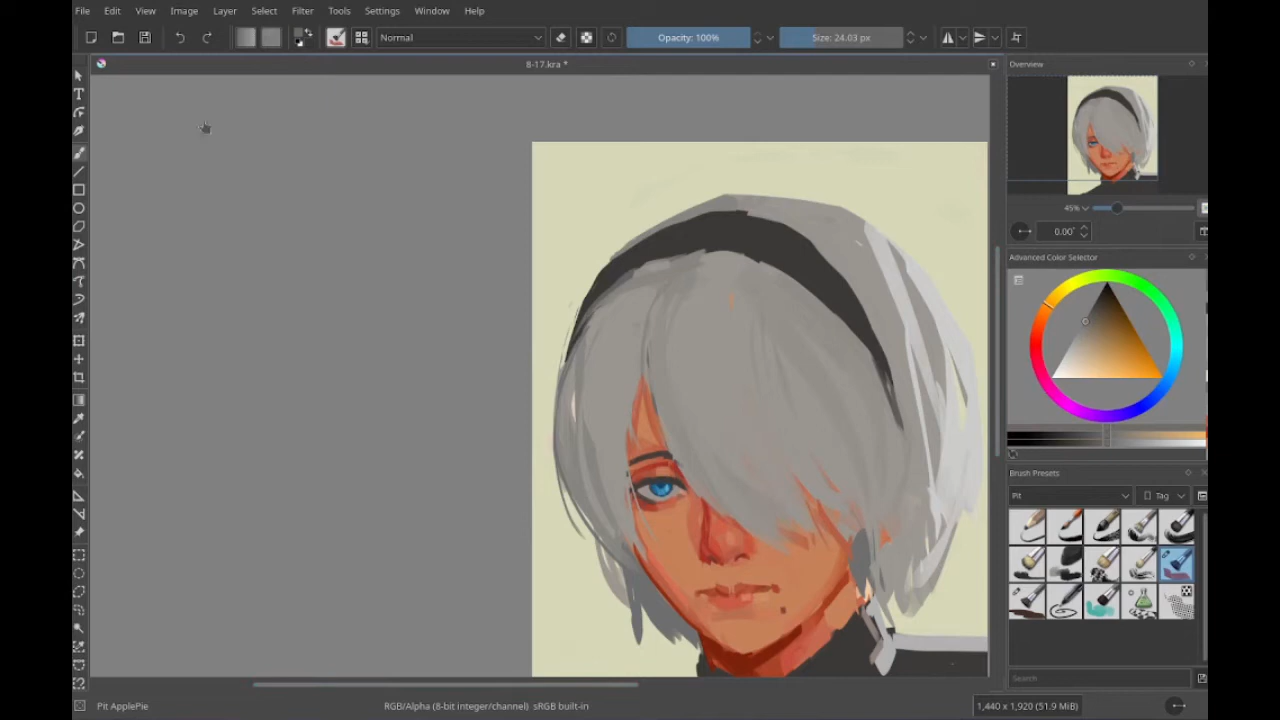 File Edit View Image Layer Select Filter Tools Settings Window Help
Normal Opacity: 100% Size: 24.03 px
8-17.kra *
Overview
45%
0.00°
Advanced Color Selector
Brush Presets
Pit Tag
Search
Pit ApplePie RGB/Alpha (8-bit integer/channel) sRGB built-in 1,440 x 1,920 (51.9 MiB)